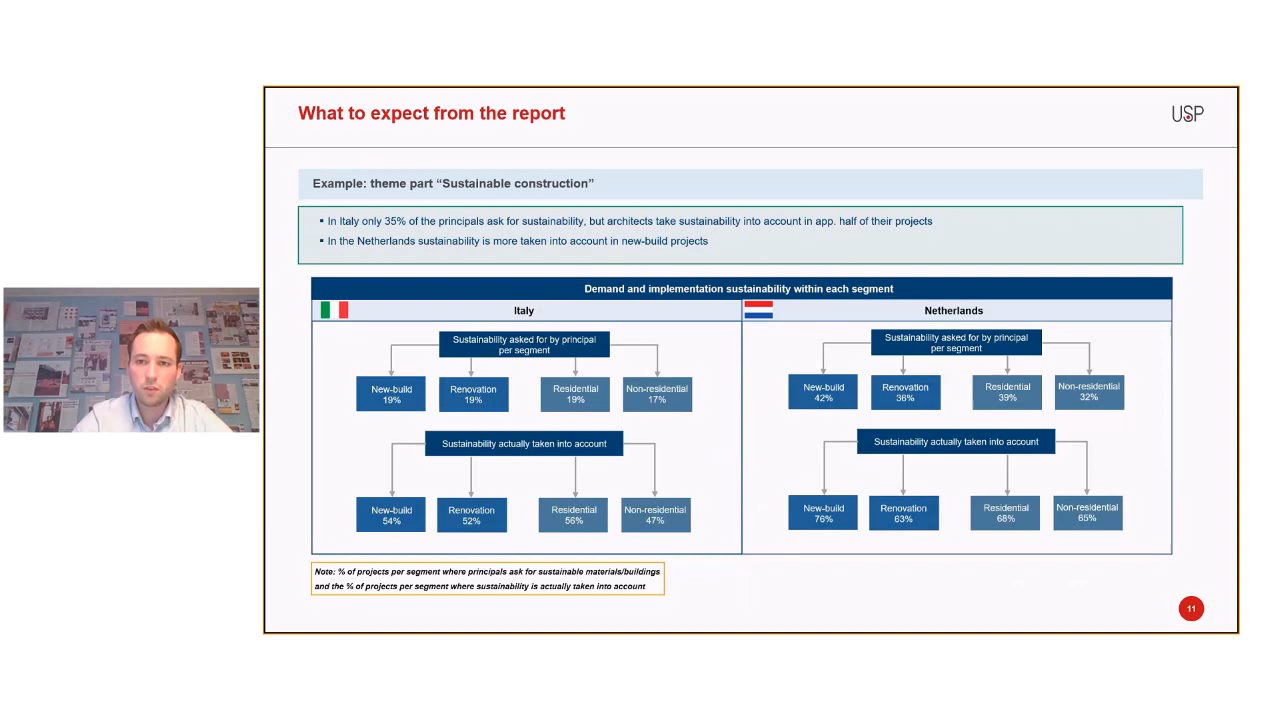 What to expect from the report
USP
Example: theme part “Sustainable construction”
▪ In Italy only 35% of the principals ask for sustainability, but architects take sustainability into account in app. half of their projects
▪ In the Netherlands sustainability is more taken into account in new-build projects
Demand and implementation sustainability within each segment
Italy
Sustainability asked for by principal
per segment
New-build
19%
Renovation
19%
Residential
19%
Non-residential
17%
Sustainability actually taken into account
New-build
54%
Renovation
52%
Residential
56%
Non-residential
47%
Netherlands
Sustainability asked for by principal
per segment
New-build
42%
Renovation
36%
Residential
39%
Non-residential
32%
Sustainability actually taken into account
New-build
76%
Renovation
63%
Residential
68%
Non-residential
65%
Note: % of projects per segment where principals ask for sustainable materials/buildings
and the % of projects per segment where sustainability is actually taken into account
11